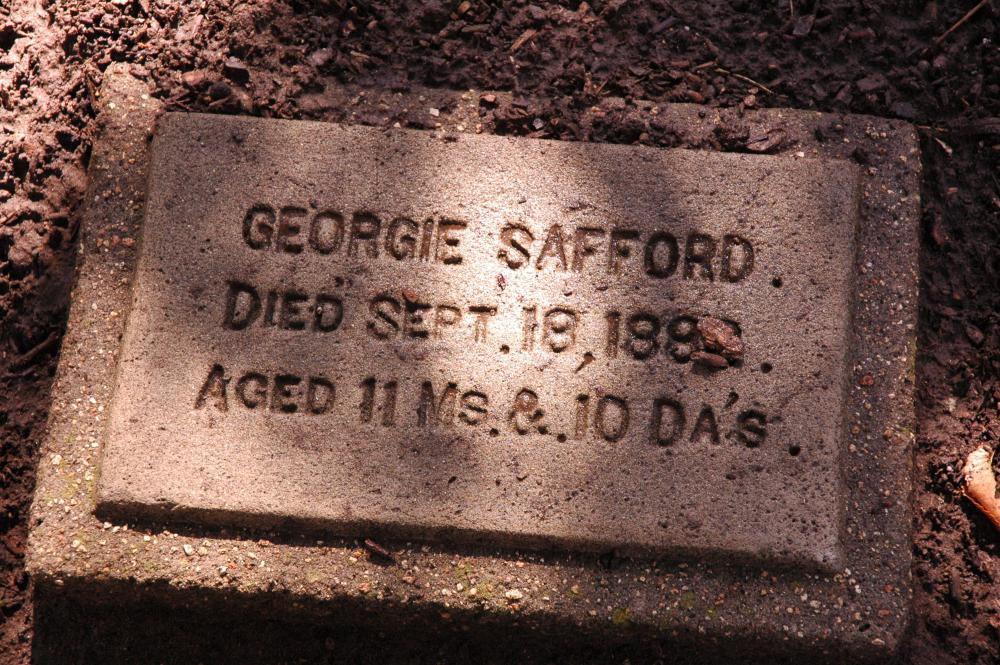 GEORGIE SAFFORD.
DIED SEPT. 18,
AGED 11 MS. &. 10 DA'S.